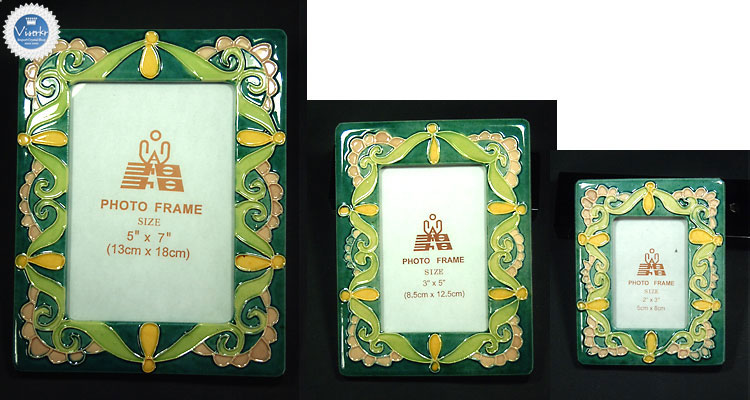 Visarko
PHOTO FRAME
SIZE
5" x 7"
(13cm x 18cm)
PHOTO FRAME
SIZE
3" x 5"
(8.5cm x 12.5cm)
PHOTO FRAME
SIZE
2" x 3"
5cm x 8cm